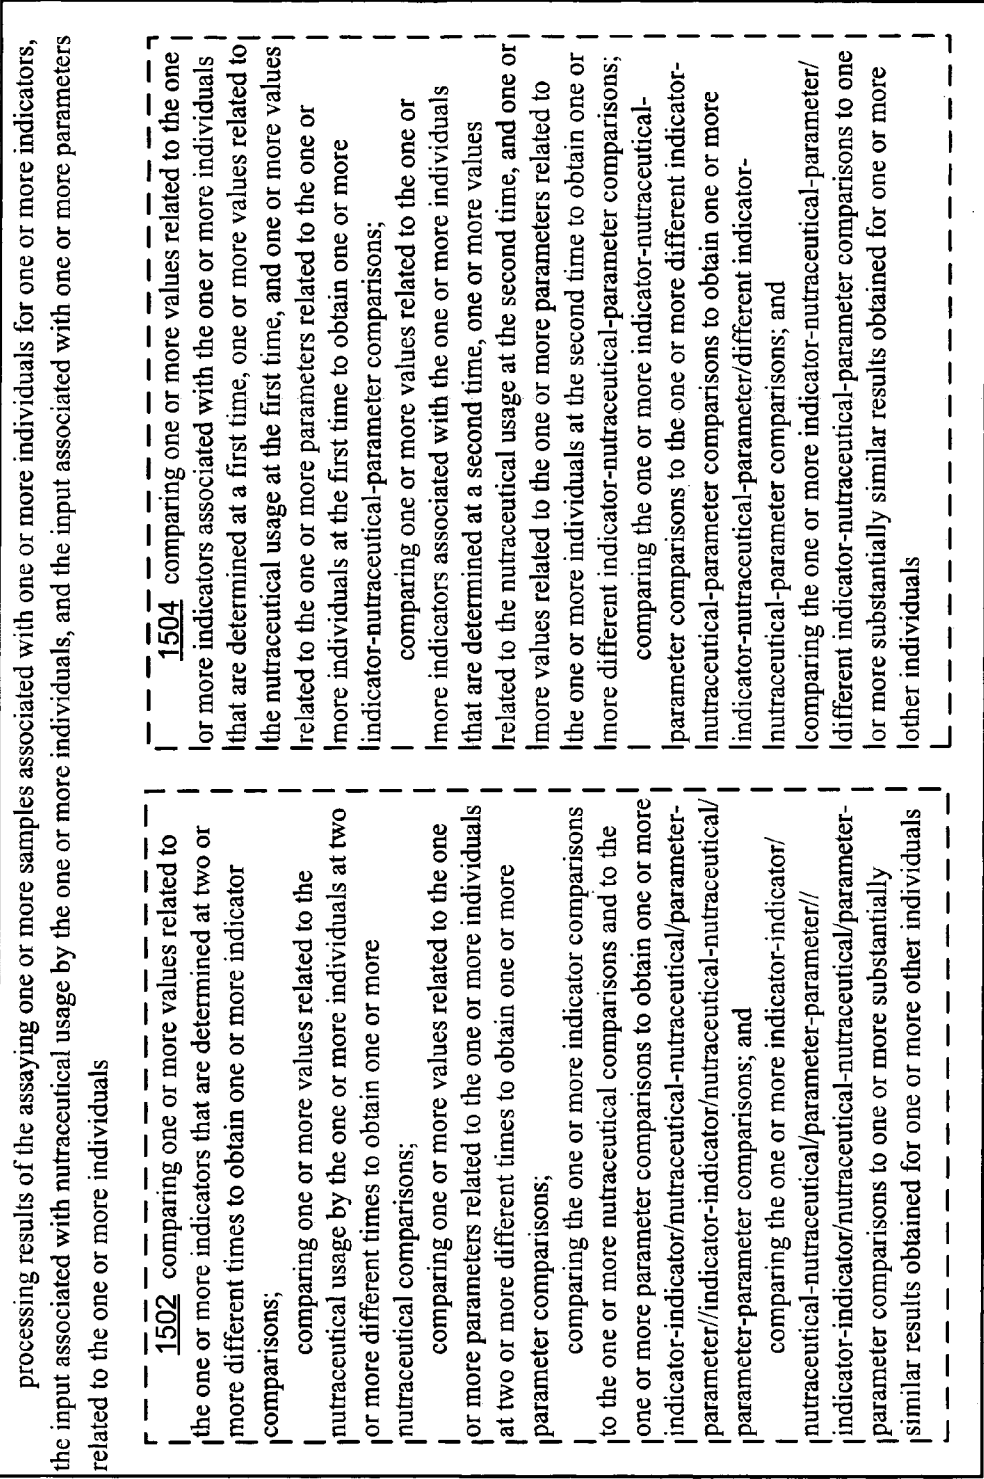 processing results of the assaying one or more samples associated with one or more individuals for one or more indicators,
the input associated with nutraceutical usage by the one or more individuals, and the input associated with one or more parameters
related to the one or more individuals
1502 comparing one or more values related to
the one or more indicators that are determined at two or
more different times to obtain one or more indicator
comparisons;
comparing one or more values related to the
nutraceutical usage by the one or more individuals at two
or more different times to obtain one or more
nutraceutical comparisons;
comparing one or more values related to the one
or more parameters related to the one or more individuals
at two or more different times to obtain one or more
parameter comparisons;
comparing the one or more indicator comparisons
to the one or more nutraceutical comparisons and to the
one or more parameter comparisons to obtain one or more
indicator-indicator/nutraceutical-nutraceutical/parameter-
parameter//indicator-indicator/nutraceutical-nutraceutical/
parameter-parameter comparisons; and
comparing the one or more indicator-indicator/
nutraceutical-nutraceutical/parameter-parameter//
indicator-indicator/nutraceutical-nutraceutical/parameter-
parameter comparisons to one or more substantially
similar results obtained for one or more other individuals
1504 comparing one or more values related to the one
or more indicators associated with the one or more individuals
that are determined at a first time, one or more values related to
the nutraceutical usage at the first time, and one or more values
related to the one or more parameters related to the one or
more individuals at the first time to obtain one or more
indicator-nutraceutical-parameter comparisons;
comparing one or more values related to the one or
more indicators associated with the one or more individuals
that are determined at a second time, one or more values
related to the nutraceutical usage at the second time, and one or
more values related to the one or more parameters related to
the one or more individuals at the second time to obtain one or
more different indicator-nutraceutical-parameter comparisons;
comparing the one or more indicator-nutraceutical-
parameter comparisons to the one or more different indicator-
nutraceutical-parameter comparisons to obtain one or more
indicator-nutraceutical-parameter/different indicator-
nutraceutical-parameter comparisons; and
comparing the one or more indicator-nutraceutical-parameter/
different indicator-nutraceutical-parameter comparisons to one
or more substantially similar results obtained for one or more
other individuals